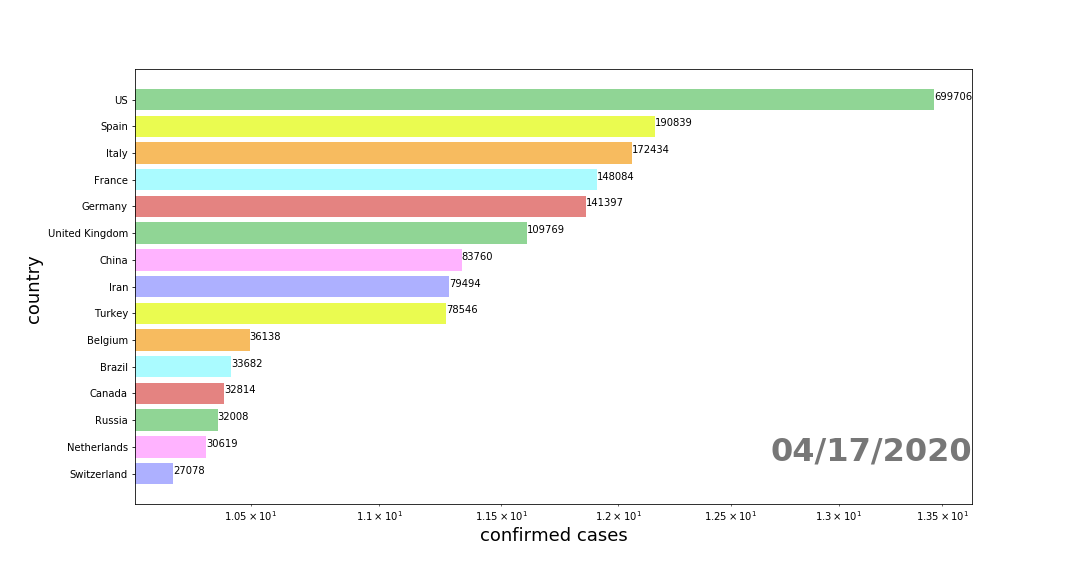 US 699706
Spain 190839
Italy 172434
France 148084
Germany 141397
United Kingdom 109769
China 83760
Iran 79494
Turkey 78546
Belgium 36138
Brazil 33682
Canada 32814
Russia 32008
Netherlands 30619
Switzerland 27078
country
04/17/2020
1.05 × 10¹ 1.1 × 10¹ 1.15 × 10¹ 1.2 × 10¹ 1.25 × 10¹ 1.3 × 10¹ 1.35 × 10¹
confirmed cases